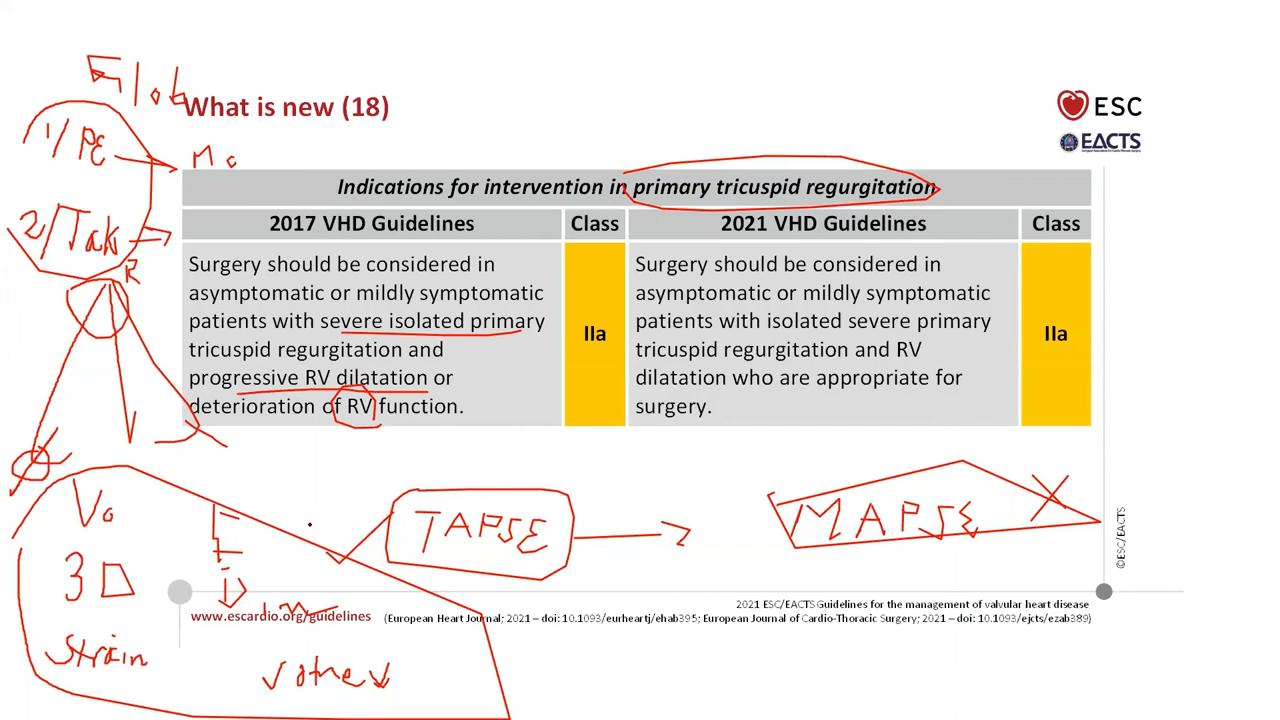 Glob
What is new (18)
ESC
EACTS
1/ PE
Mc
Indications for intervention in primary tricuspid regurgitation
2017 VHD Guidelines Class 2021 VHD Guidelines Class
2/ Tak
R
Surgery should be considered in
asymptomatic or mildly symptomatic
patients with severe isolated primary
tricuspid regurgitation and
progressive RV dilatation or
deterioration of RV function.
IIa
Surgery should be considered in
asymptomatic or mildly symptomatic
patients with isolated severe primary
tricuspid regurgitation and RV
dilatation who are appropriate for
surgery.
IIa
TAPSE
MAPSE
3D
strain
©ESC/EACTS
www.escardio.org/guidelines
2021 ESC/EACTS Guidelines for the management of valvular heart disease
(European Heart Journal; 2021 – doi: 10.1093/eurheartj/ehab395; European Journal of Cardio-Thoracic Surgery; 2021 – doi: 10.1093/ejcts/ezab389)